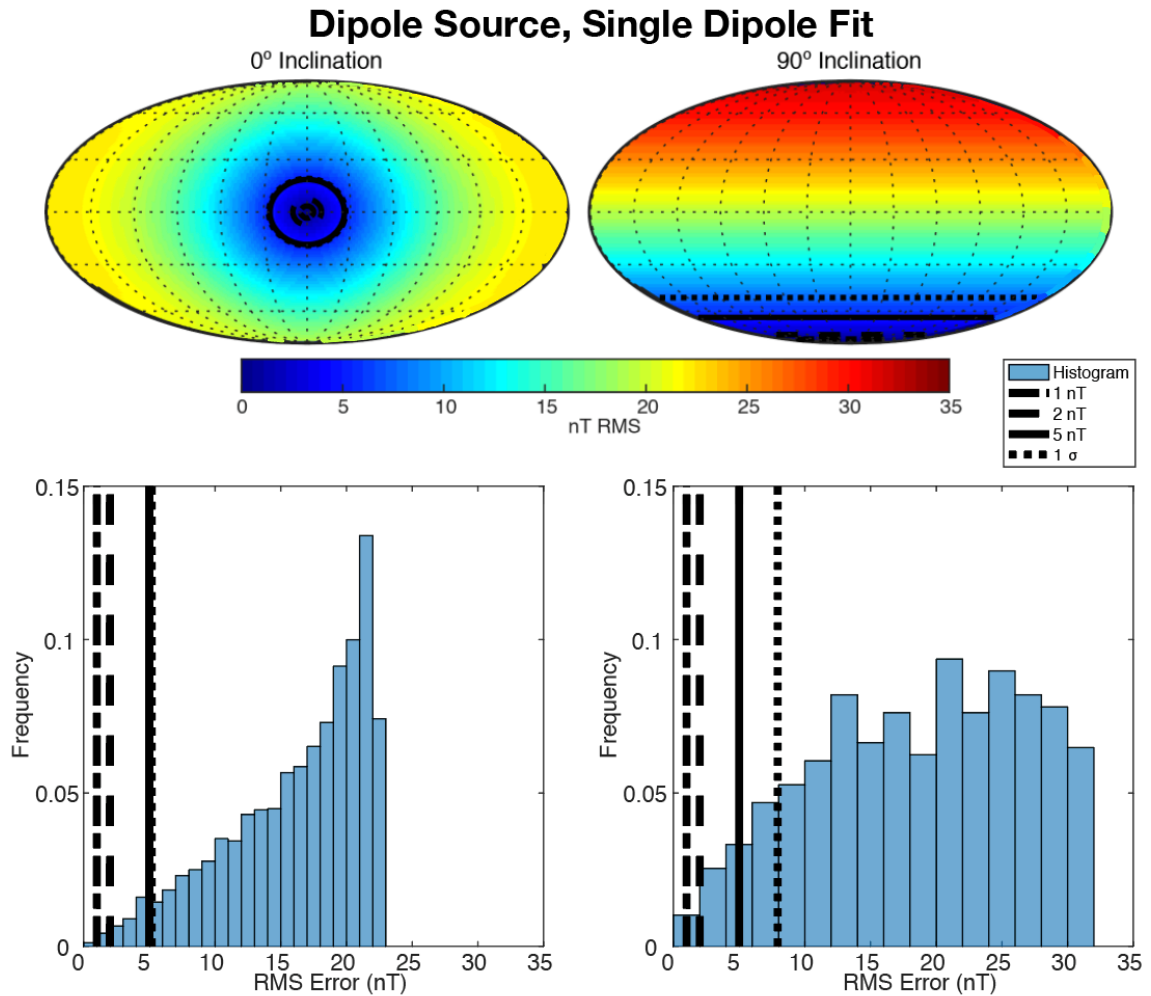 Dipole Source, Single Dipole Fit
0º Inclination
90º Inclination
0 5 10 15 20 25 30 35
nT RMS
Histogram
1 nT
2 nT
5 nT
1 σ
0.15
0.1
0.05
0
Frequency
0 5 10 15 20 25 30 35
RMS Error (nT)
0.15
0.1
0.05
0
Frequency
0 5 10 15 20 25 30 35
RMS Error (nT)